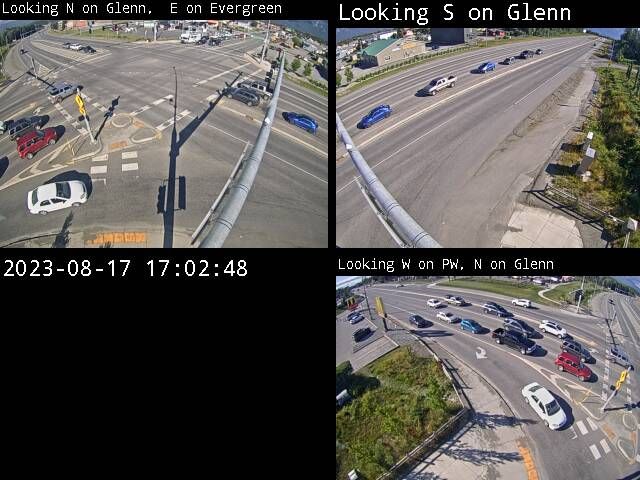 Looking N on Glenn, E on Evergreen
Looking S on Glenn
2023-08-17 17:02:48
Looking W on PW, N on Glenn